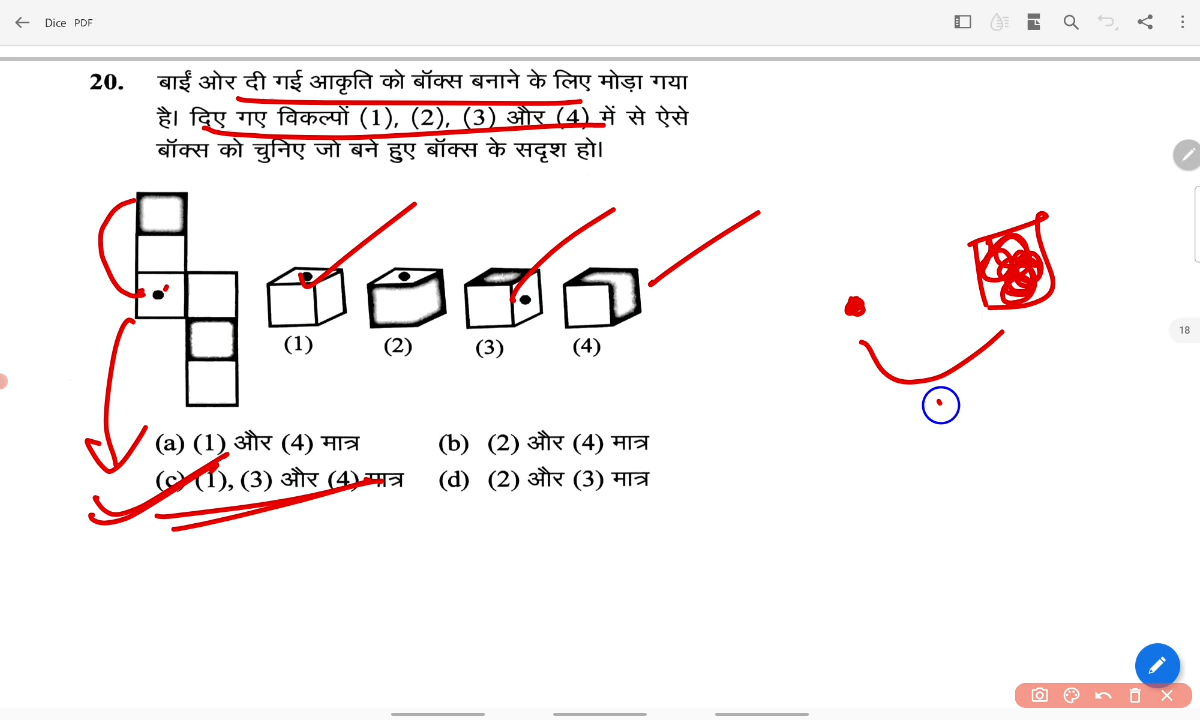 Dice PDF
20. बाईं ओर दी गई आकृति को बॉक्स बनाने के लिए मोड़ा गया
है। दिए गए विकल्पों (1), (2), (3) और (4) में से ऐसे
बॉक्स को चुनिए जो बने हुए बॉक्स के सदृश हो।
(1) (2) (3) (4)
18
(a) (1) और (4) मात्र (b) (2) और (4) मात्र
(c) (1), (3) और (4) मात्र (d) (2) और (3) मात्र